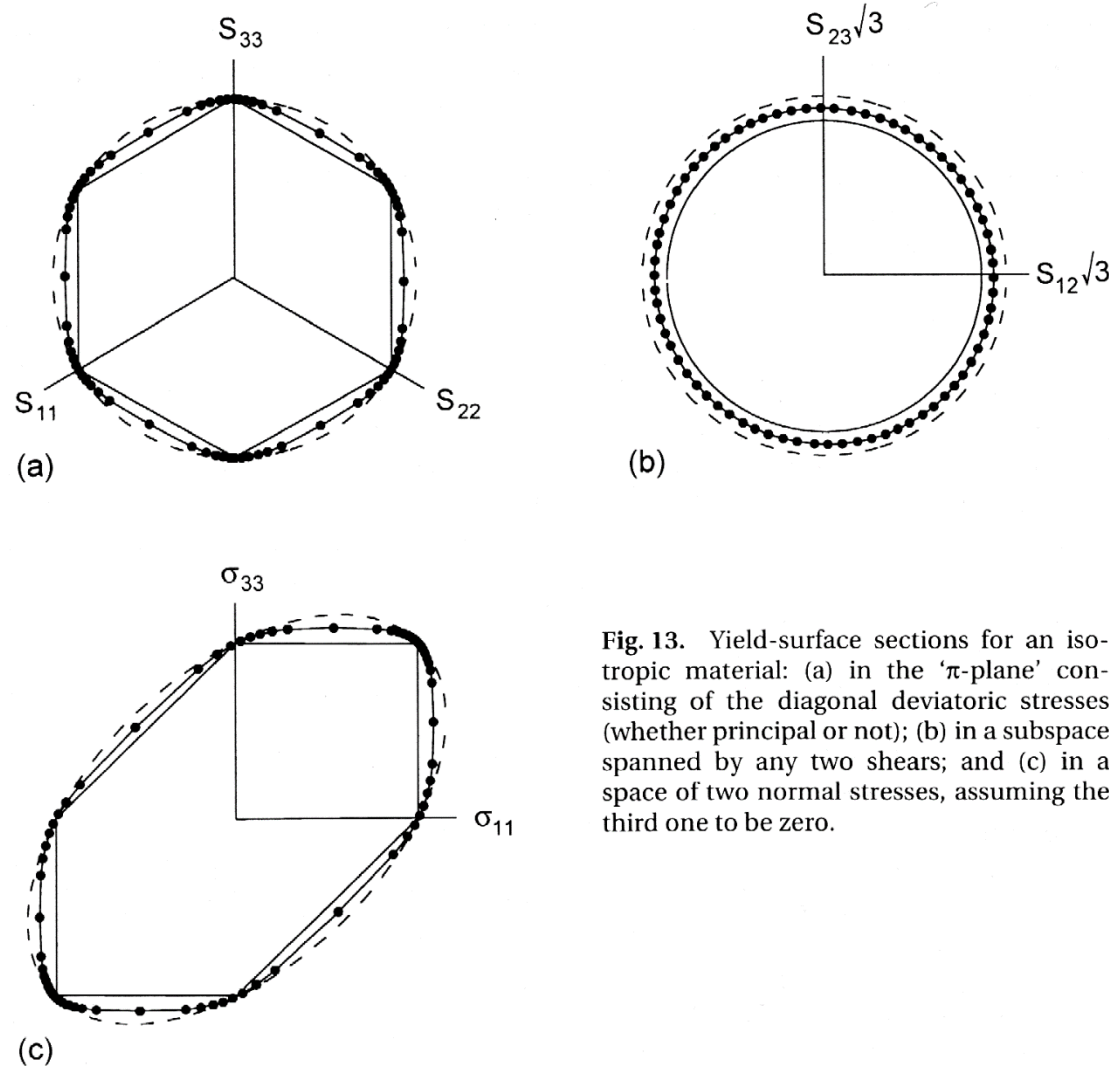 S₃₃
S₁₁
S₂₂
(a)
S₂₃√3
S₁₂√3
(b)
σ₃₃
σ₁₁
(c)
Fig. 13. Yield-surface sections for an iso-
tropic material: (a) in the ‘π-plane’ con-
sisting of the diagonal deviatoric stresses
(whether principal or not); (b) in a subspace
spanned by any two shears; and (c) in a
space of two normal stresses, assuming the
third one to be zero.